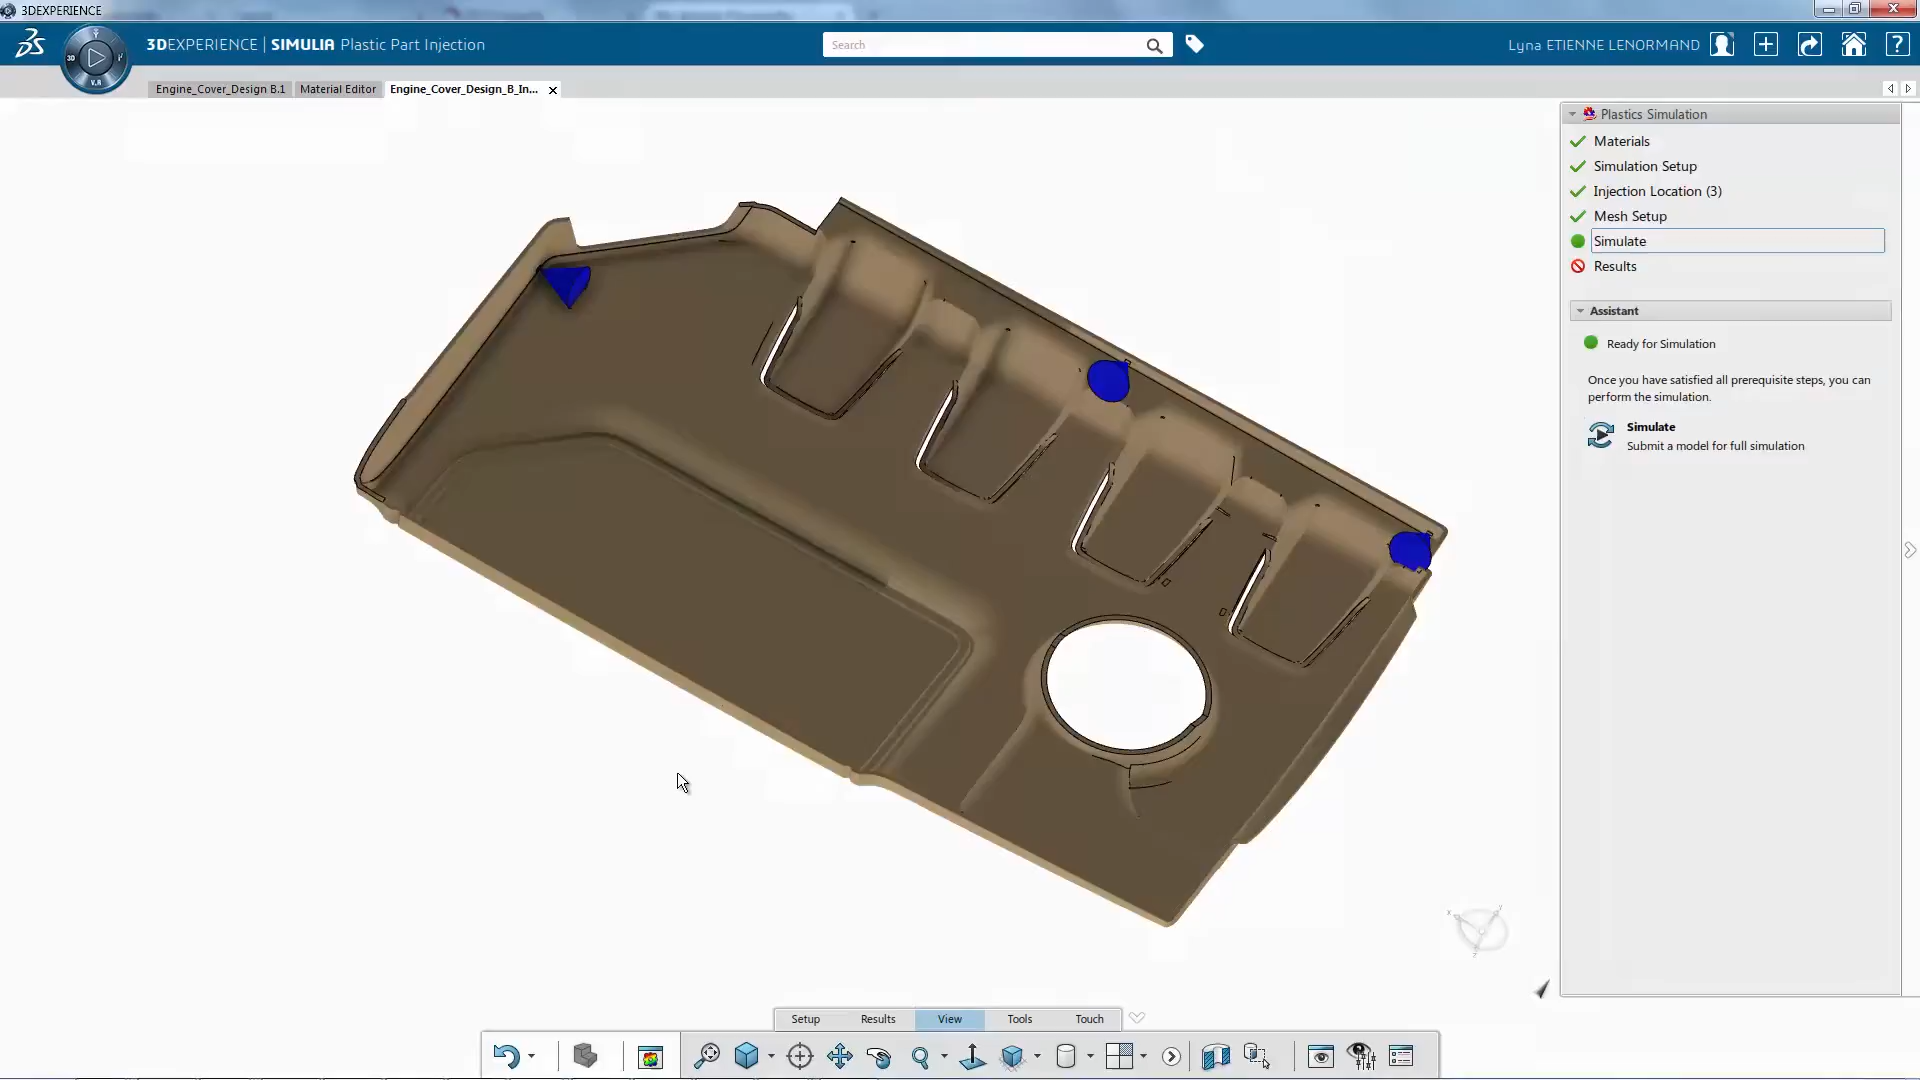 3DEXPERIENCE
3DEXPERIENCE | SIMULIA Plastic Part Injection
Search
Lyna ETIENNE LENORMAND
3D
V.R
Engine_Cover_Design B.1
Material Editor
Engine_Cover_Design_B_In...
Plastics Simulation
Materials
Simulation Setup
Injection Location (3)
Mesh Setup
Simulate
Results
Assistant
Ready for Simulation
Once you have satisfied all prerequisite steps, you can
perform the simulation.
Simulate
Submit a model for full simulation
Setup
Results
View
Tools
Touch